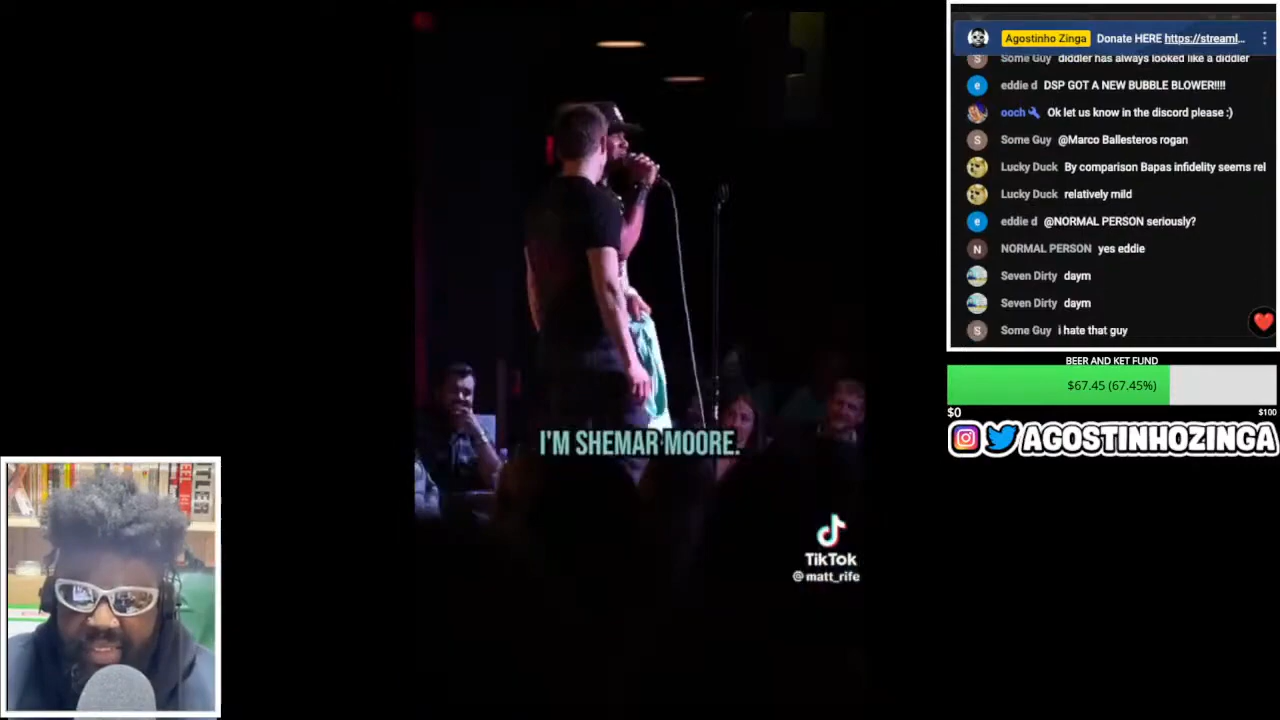 I'M SHEMAR MOORE.
TikTok
@matt_rife
Agostinho Zinga Donate HERE https://streaml...
Some Guy diddler has always looked like a diddler
eddie d DSP GOT A NEW BUBBLE BLOWER!!!!
ooch Ok let us know in the discord please :)
Some Guy @Marco Ballesteros rogan
Lucky Duck By comparison Bapas infidelity seems rel
Lucky Duck relatively mild
eddie d @NORMAL PERSON seriously?
N NORMAL PERSON yes eddie
Seven Dirty daym
Seven Dirty daym
S Some Guy i hate that guy
BEER AND KET FUND
$67.45 (67.45%)
$0 $100
AGOSTINHOZINGA